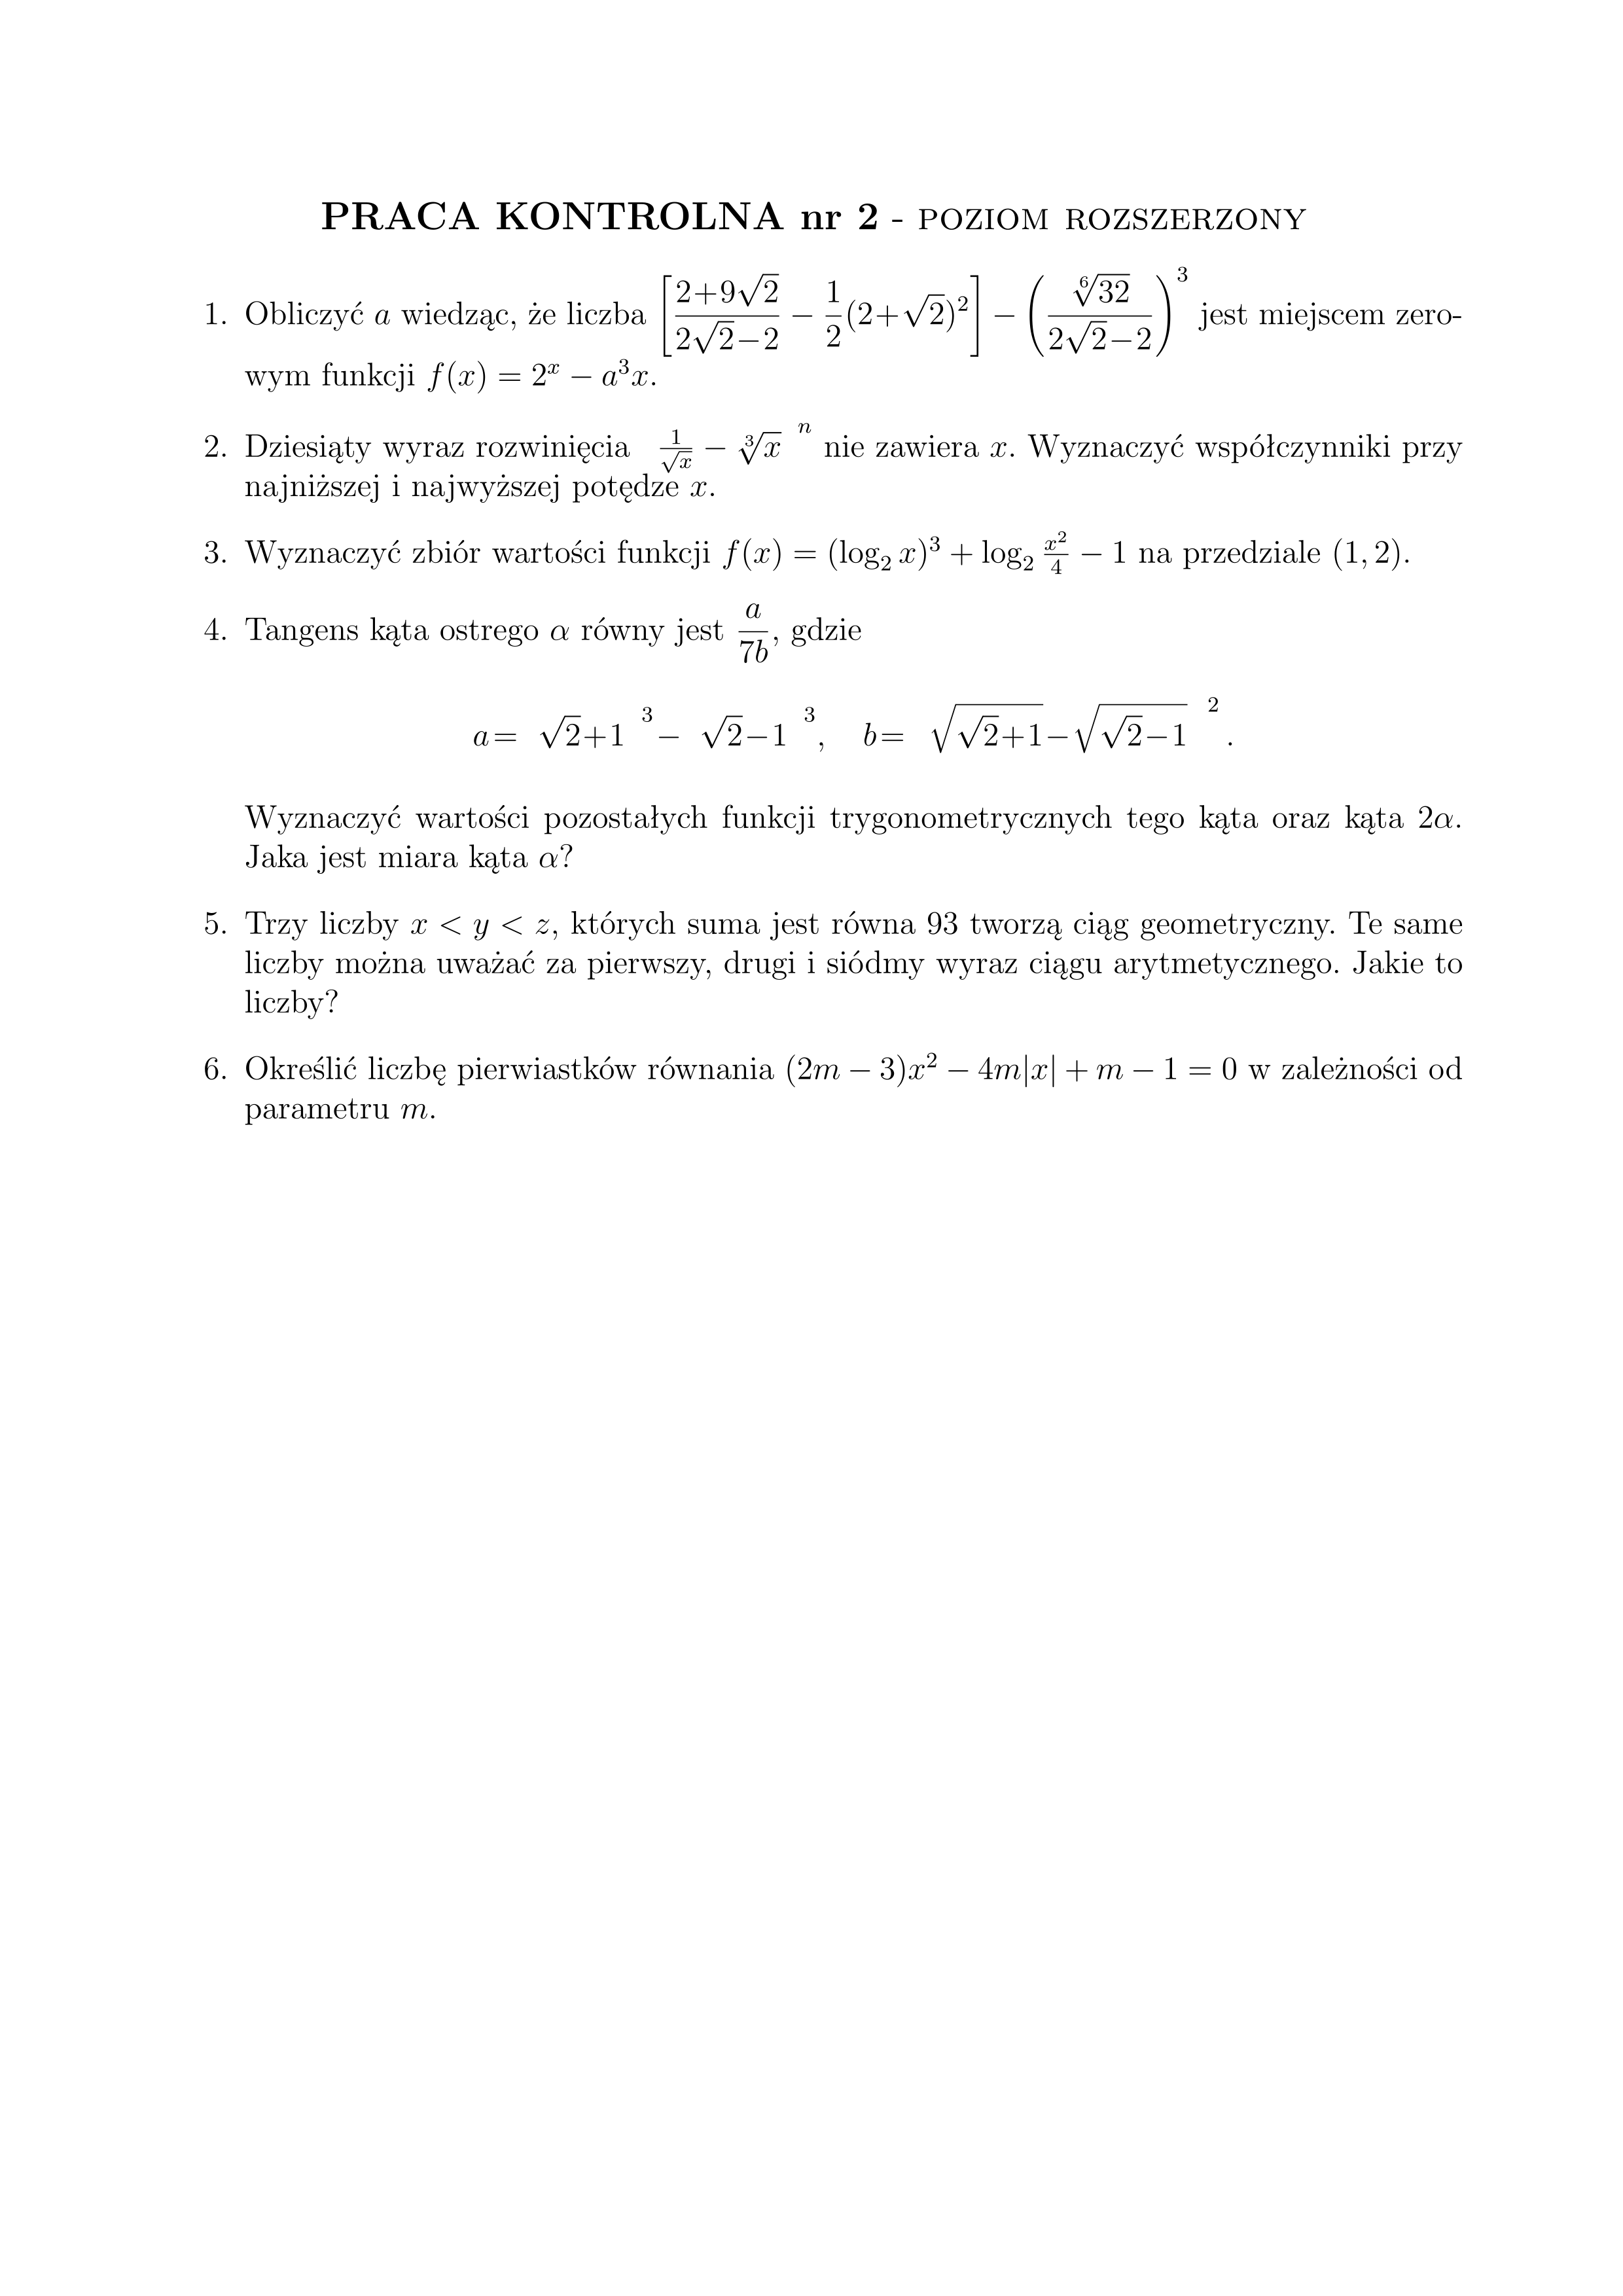 PRACA KONTROLNA nr 2 - POZIOM ROZSZERZONY
1. Obliczyć $a$ wiedząc, że liczba $\left[\dfrac{2+9\sqrt{2}}{2\sqrt{2}-2} - \dfrac{1}{2}(2+\sqrt{2})^2\right] - \left(\dfrac{\sqrt[6]{32}}{2\sqrt{2}-2}\right)^3$ jest miejscem zero-
wym funkcji $f(x) = 2^x - a^3x$.
2. Dziesiąty wyraz rozwinięcia $\frac{1}{\sqrt{x}} - \sqrt[3]{x}^{\ n}$ nie zawiera $x$. Wyznaczyć współczynniki przy
najniższej i najwyższej potędze $x$.
3. Wyznaczyć zbiór wartości funkcji $f(x) = (\log_2 x)^3 + \log_2 \frac{x^2}{4} - 1$ na przedziale $(1, 2)$.
4. Tangens kąta ostrego $\alpha$ równy jest $\dfrac{a}{7b}$, gdzie
$a = \sqrt{2}+1^{\ 3} - \sqrt{2}-1^{\ 3}, \quad b = \sqrt{\sqrt{2}+1} - \sqrt{\sqrt{2}-1}^{\ 2}.$
Wyznaczyć wartości pozostałych funkcji trygonometrycznych tego kąta oraz kąta $2\alpha$.
Jaka jest miara kąta $\alpha$?
5. Trzy liczby $x < y < z$, których suma jest równa 93 tworzą ciąg geometryczny. Te same
liczby można uważać za pierwszy, drugi i siódmy wyraz ciągu arytmetycznego. Jakie to
liczby?
6. Określić liczbę pierwiastków równania $(2m - 3)x^2 - 4m|x| + m - 1 = 0$ w zależności od
parametru $m$.